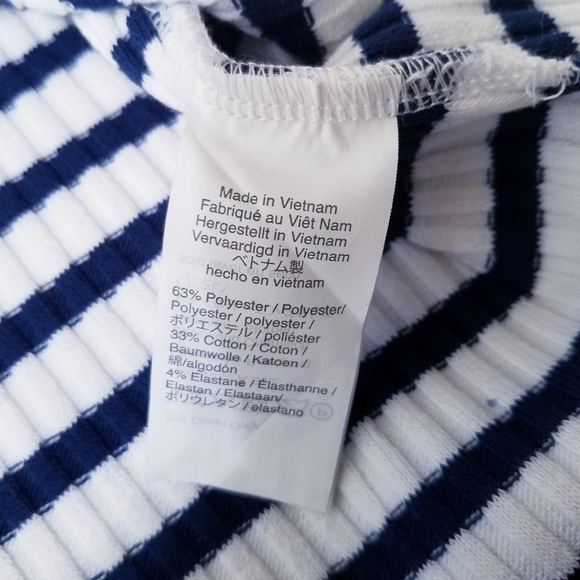 Made in Vietnam
Fabriqué au Viêt Nam
Hergestellt in Vietnam
Vervaardigd in Vietnam
ベトナム製
hecho en vietnam
63% Polyester / Polyester/
Polyester / polyester /
ポリエステル / poliéster
33% Cotton / Coton /
Baumwolle / Katoen /
綿/algodón
4% Elastane / Élasthanne /
Elastan / Elastaan/
ポリウレタン / elastano